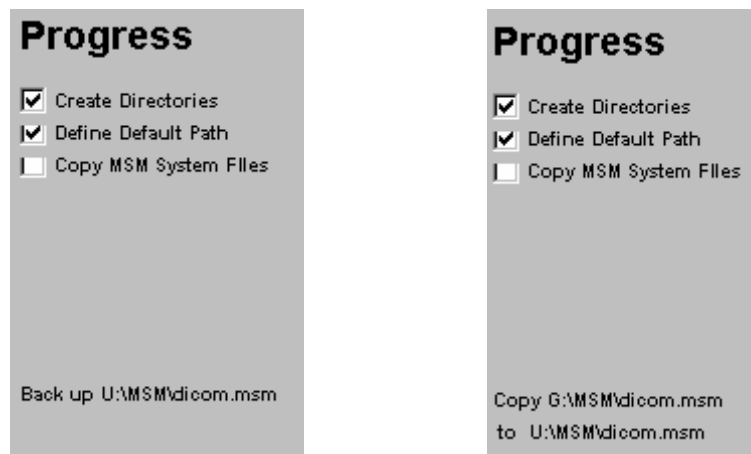 Progress
Create Directories
Define Default Path
Copy MSM System FIles
Back up U:\MSM\dicom.msm
Progress
Create Directories
Define Default Path
Copy MSM System FIles
Copy G:\MSM\dicom.msm
to U:\MSM\dicom.msm